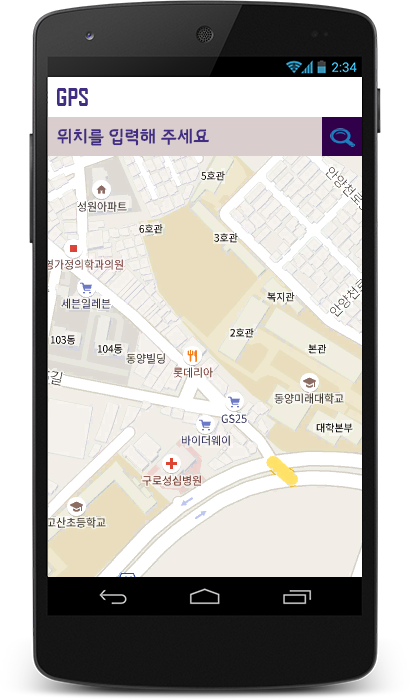 2:34
GPS
위치를 입력해 주세요
5호관
안양천로
성원아파트
6호관
3호관
명가정의학과의원
복지관
안양천로
세븐일레븐
2호관
103동
104동
동양빌딩
본관
롯데리아
동양미래대학교
GS25
바이더웨이
대학본부
구로성심병원
고산초등학교